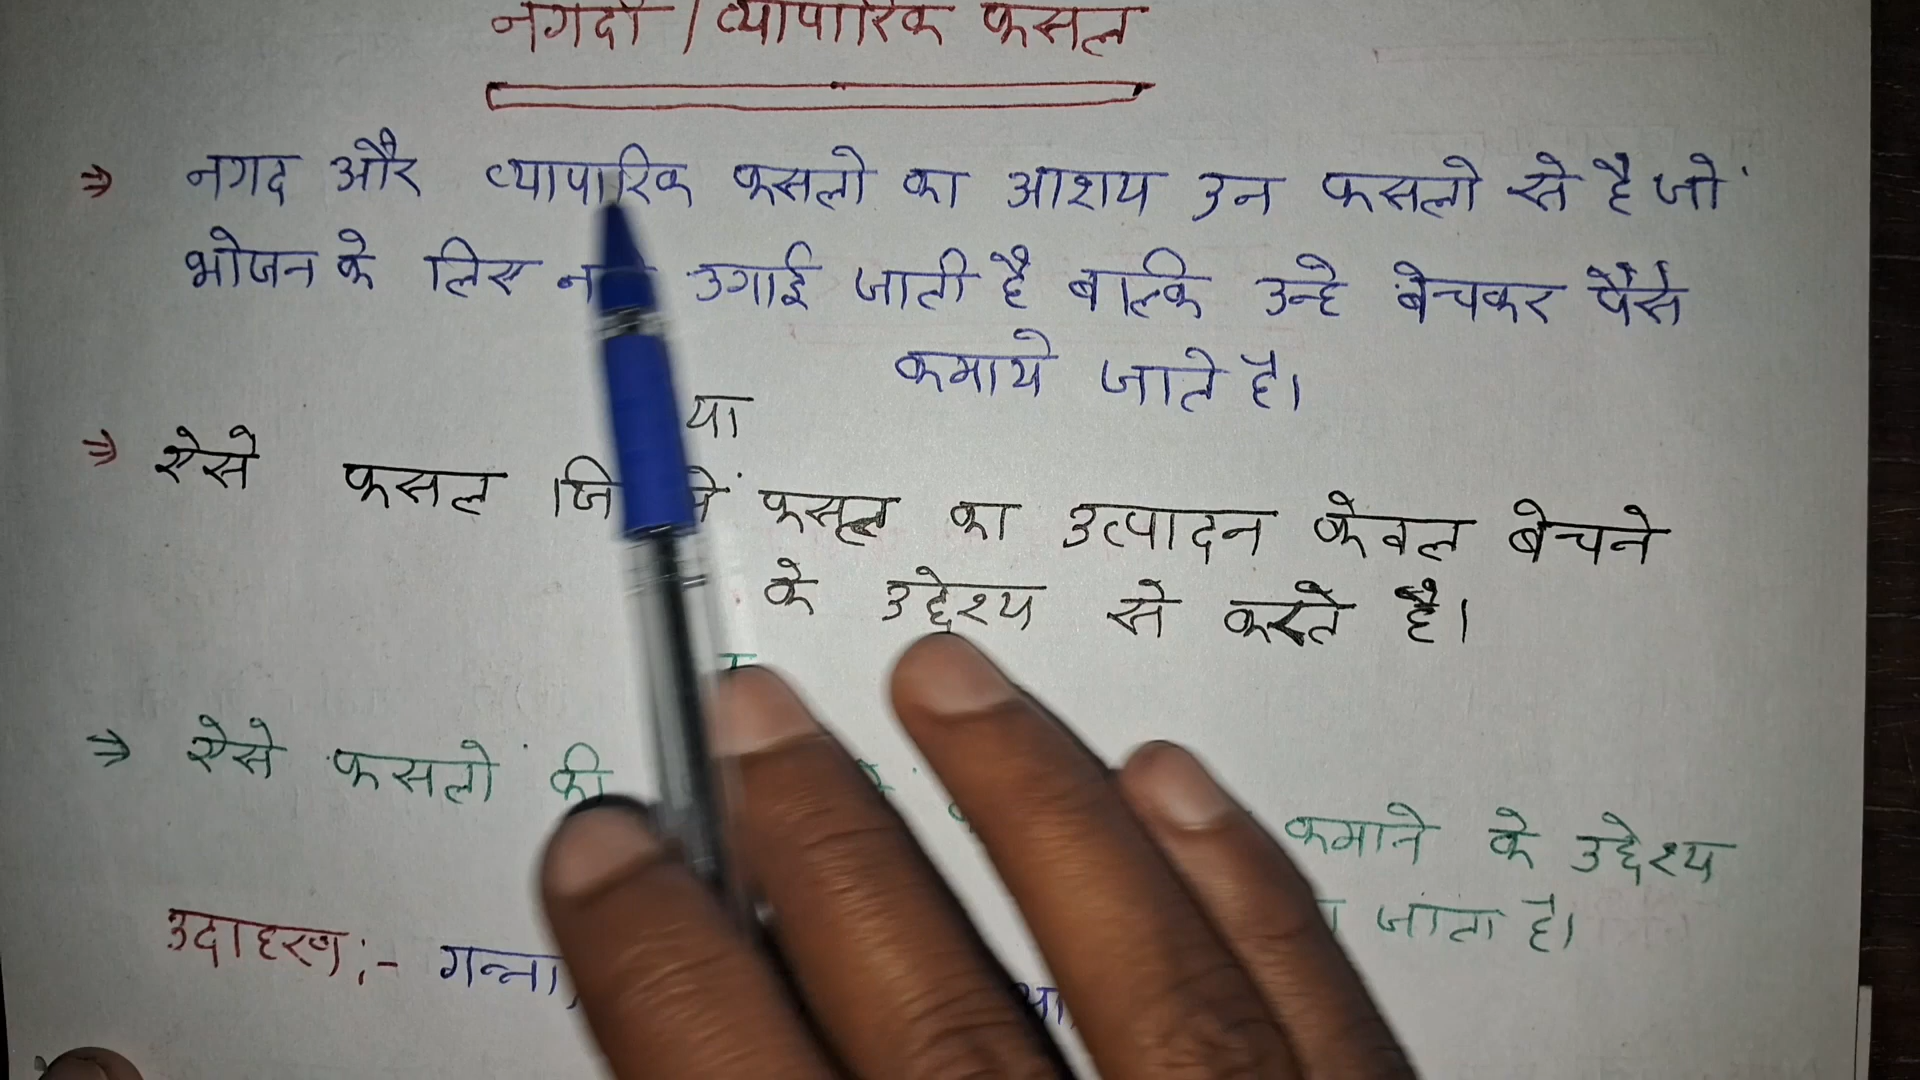 नगदी / व्यापारिक फसल
⇒ नगद और व्यापारिक फसलो का आशय उन फसलो से है जो
भोजन के लिए उगाई जाती है बल्कि उन्हे बेचकर पैसे
कमाये जाते है।
या
⇒ ऐसे फसल फसल का उत्पादन केवल बेचने
के उद्देश्य से करते है।
⇒ ऐसे फसलों की कमाने के उद्देश्य
जाता है।
उदाहरण:- गन्ना,